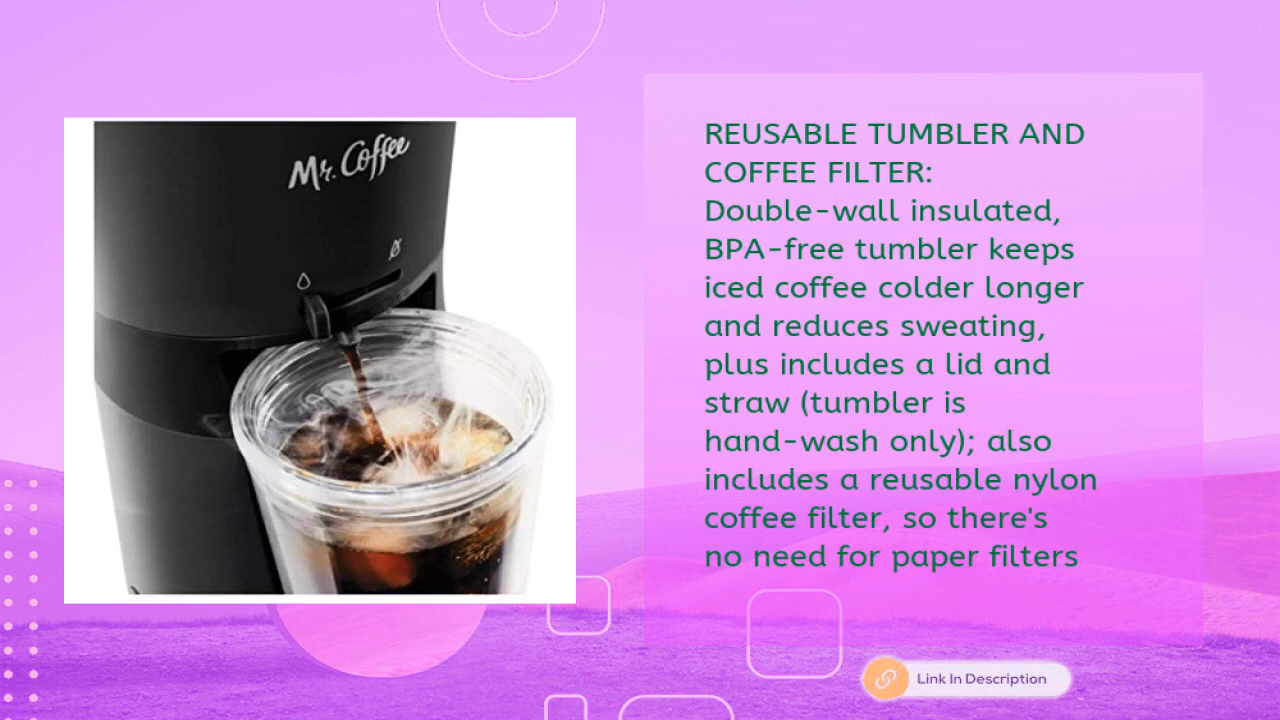 Mr. Coffee
REUSABLE TUMBLER AND
COFFEE FILTER:
Double-wall insulated,
BPA-free tumbler keeps
iced coffee colder longer
and reduces sweating,
plus includes a lid and
straw (tumbler is
hand-wash only); also
includes a reusable nylon
coffee filter, so there's
no need for paper filters
Link In Description